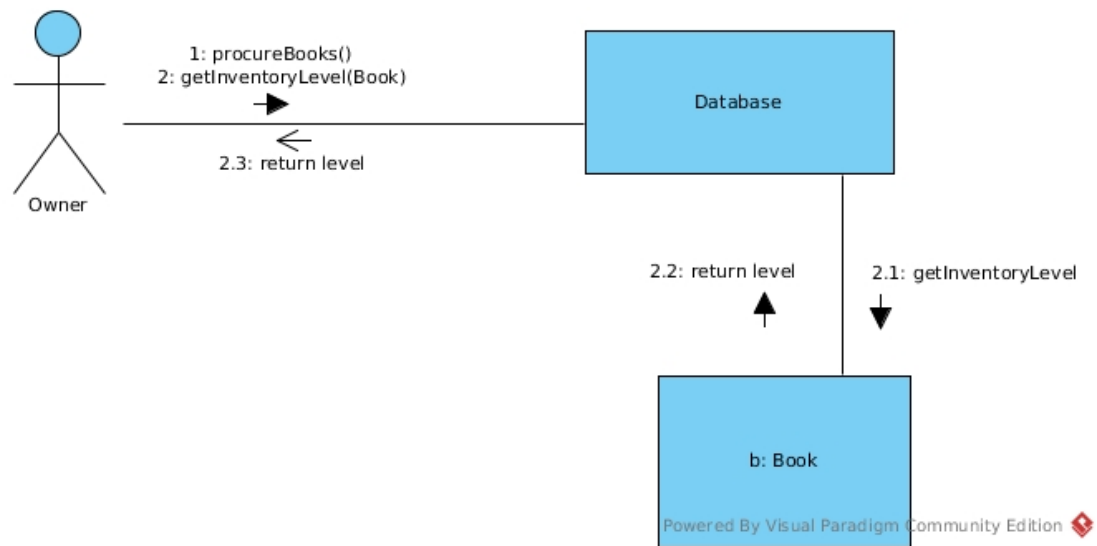 1: procureBooks()
2: getInventoryLevel(Book)
Database
2.3: return level
Owner
2.2: return level
2.1: getInventoryLevel
b: Book
Powered By Visual Paradigm Community Edition